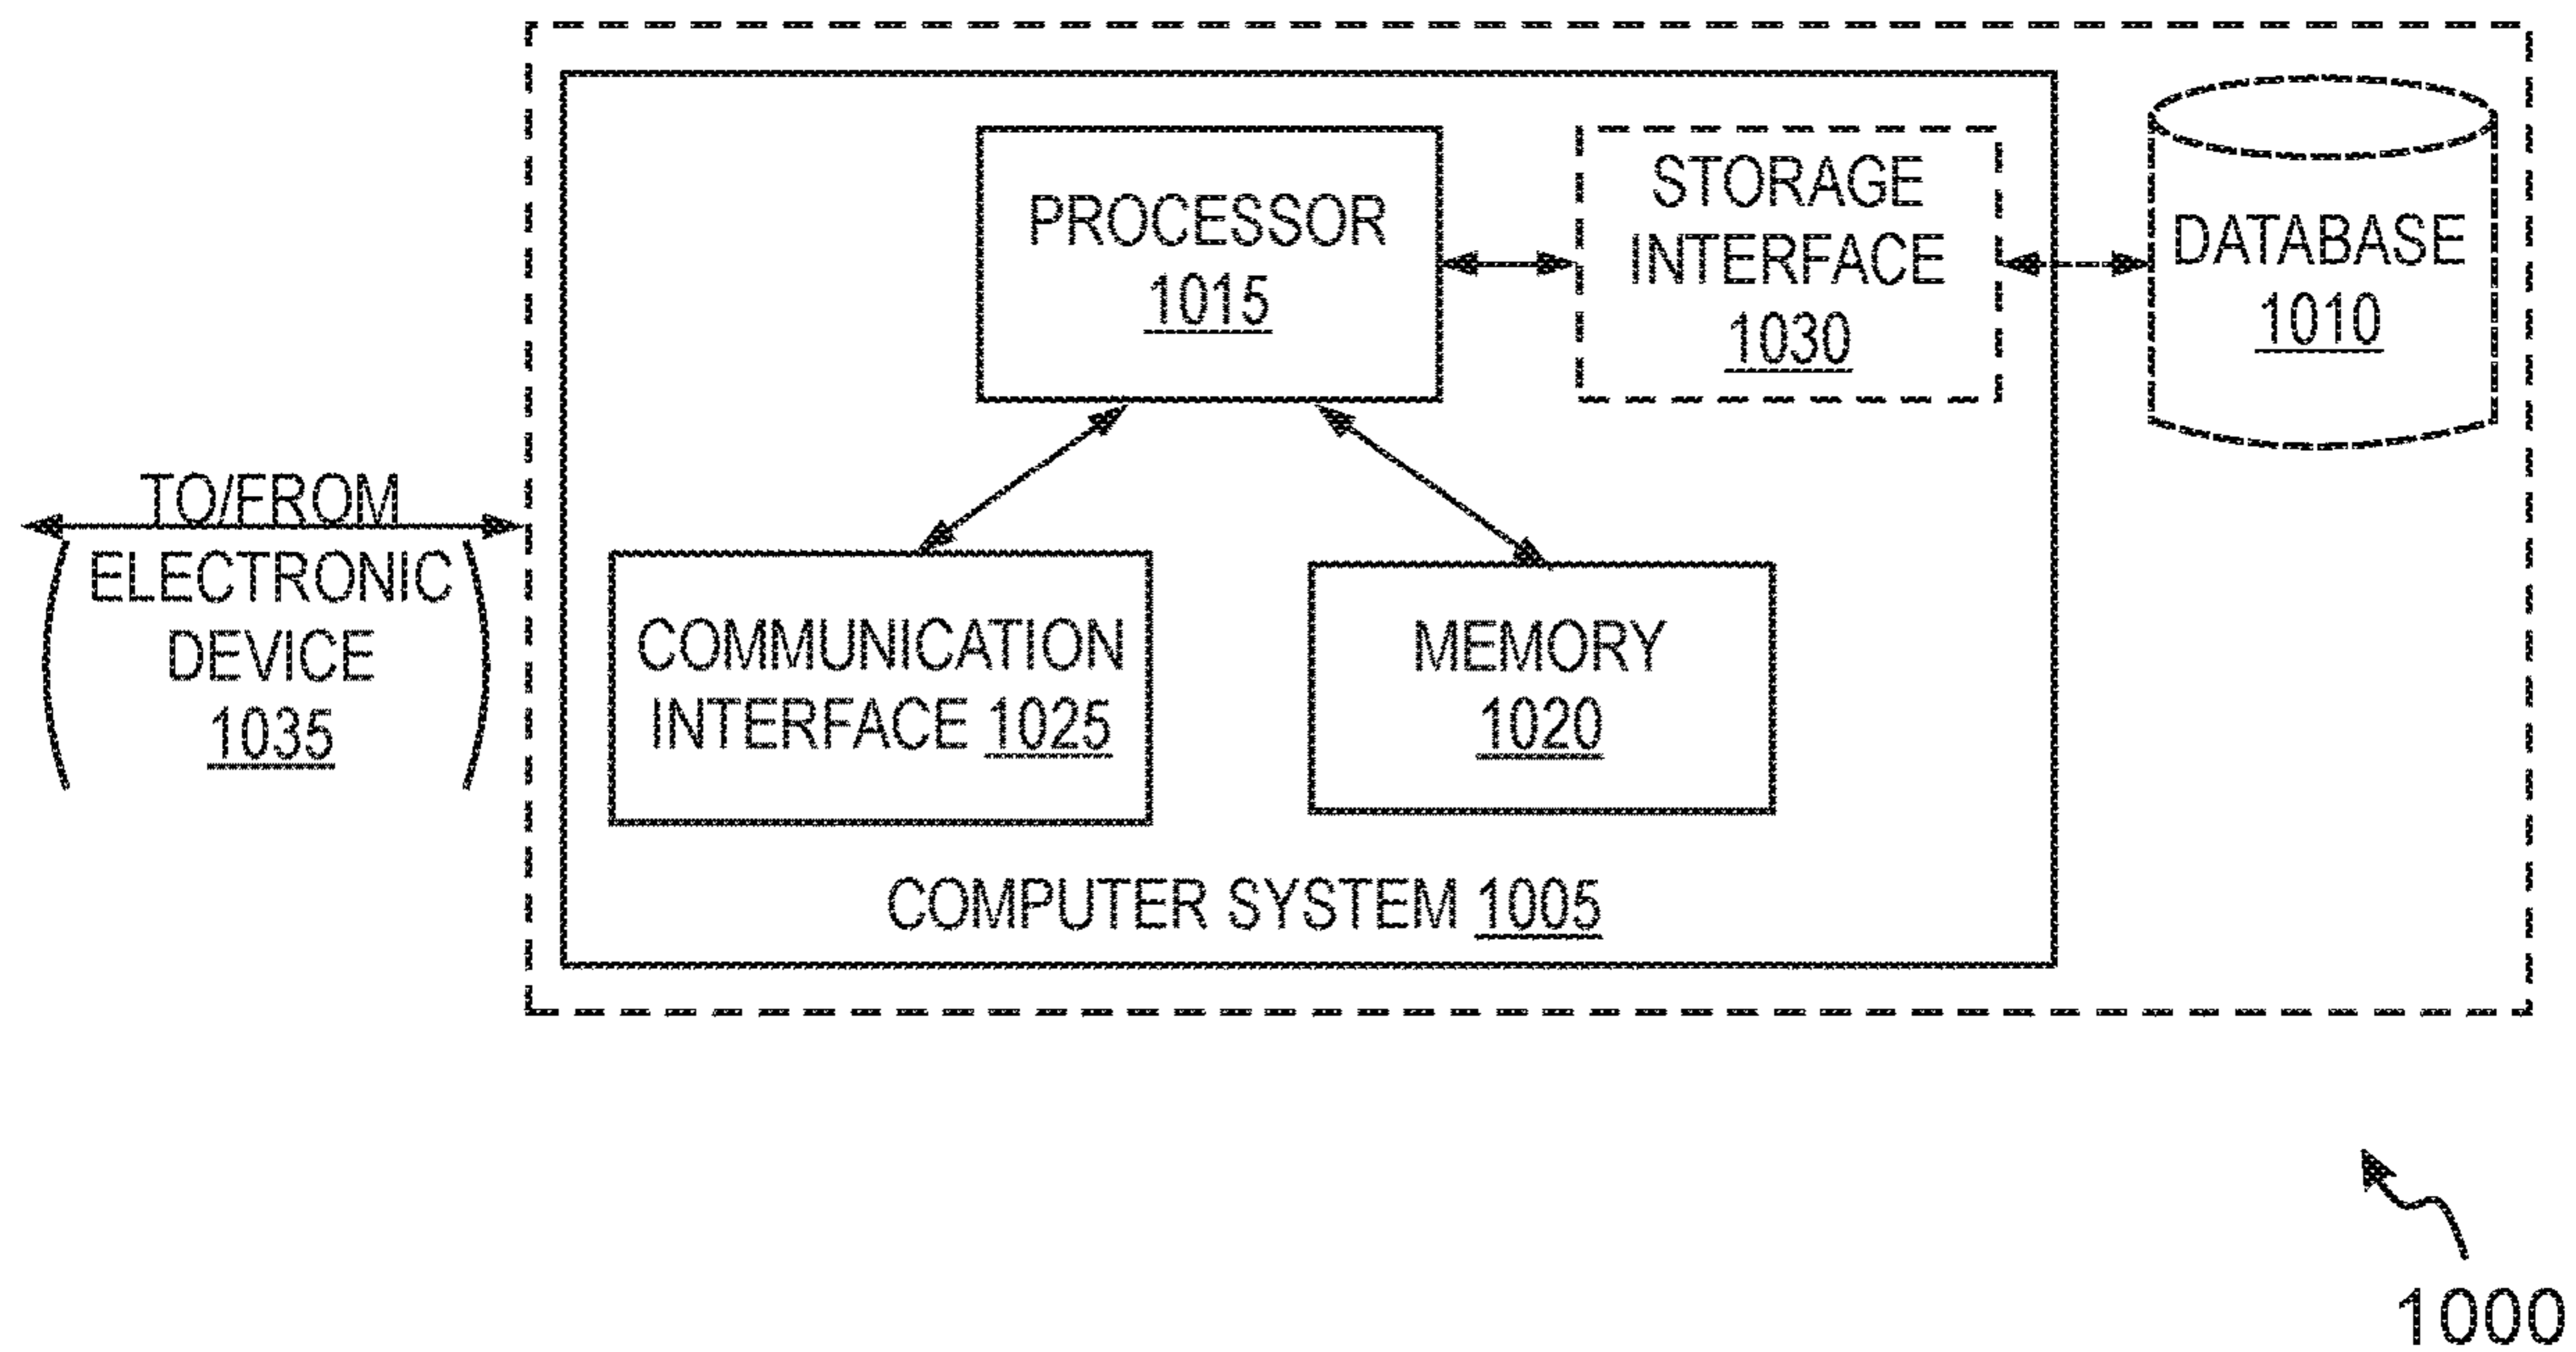 PROCESSOR
1015
STORAGE
INTERFACE
1030
DATABASE
1010
TO/FROM
ELECTRONIC
DEVICE
1035
COMMUNICATION
INTERFACE 1025
MEMORY
1020
COMPUTER SYSTEM 1005
1000